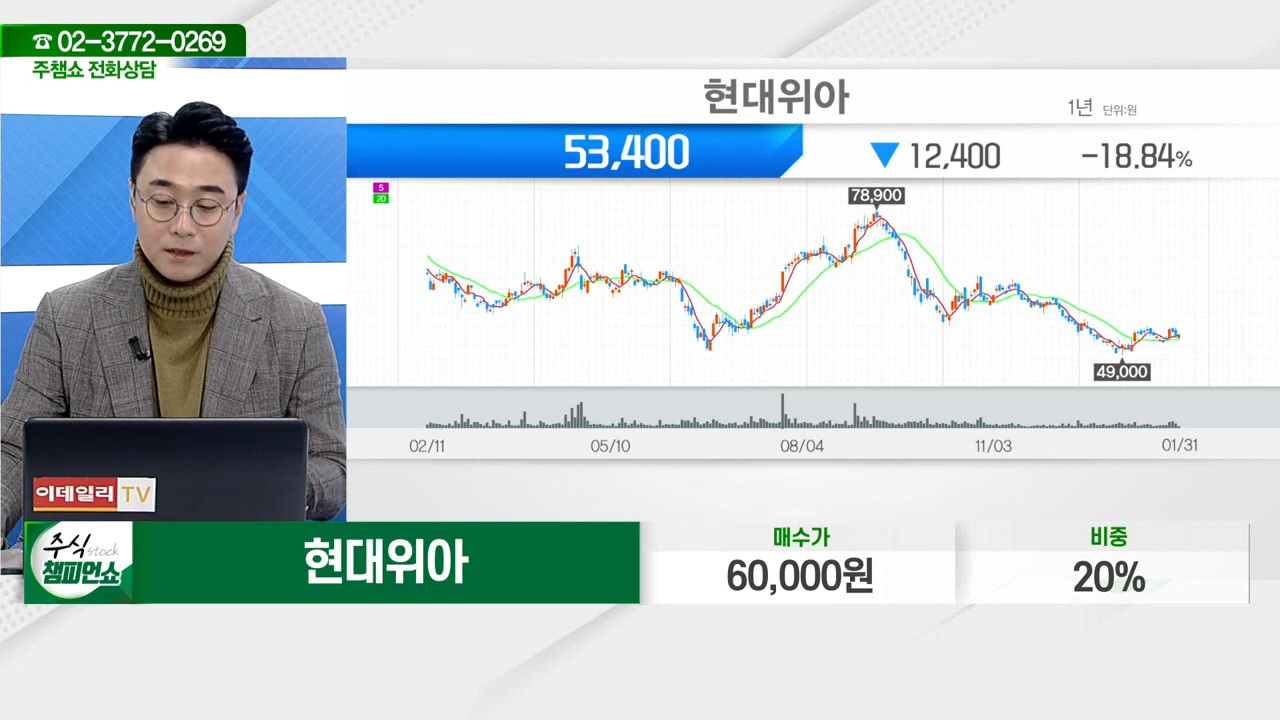 ☎ 02-3772-0269
주챔쇼 전화상담
현대위아
1년 단위:원
53,400
▼ 12,400
-18.84%
5
20
78,900
49,000
02/11 05/10 08/04 11/03 01/31
이데일리 TV
주식 stock
챔피언쇼
현대위아
매수가
60,000원
비중
20%